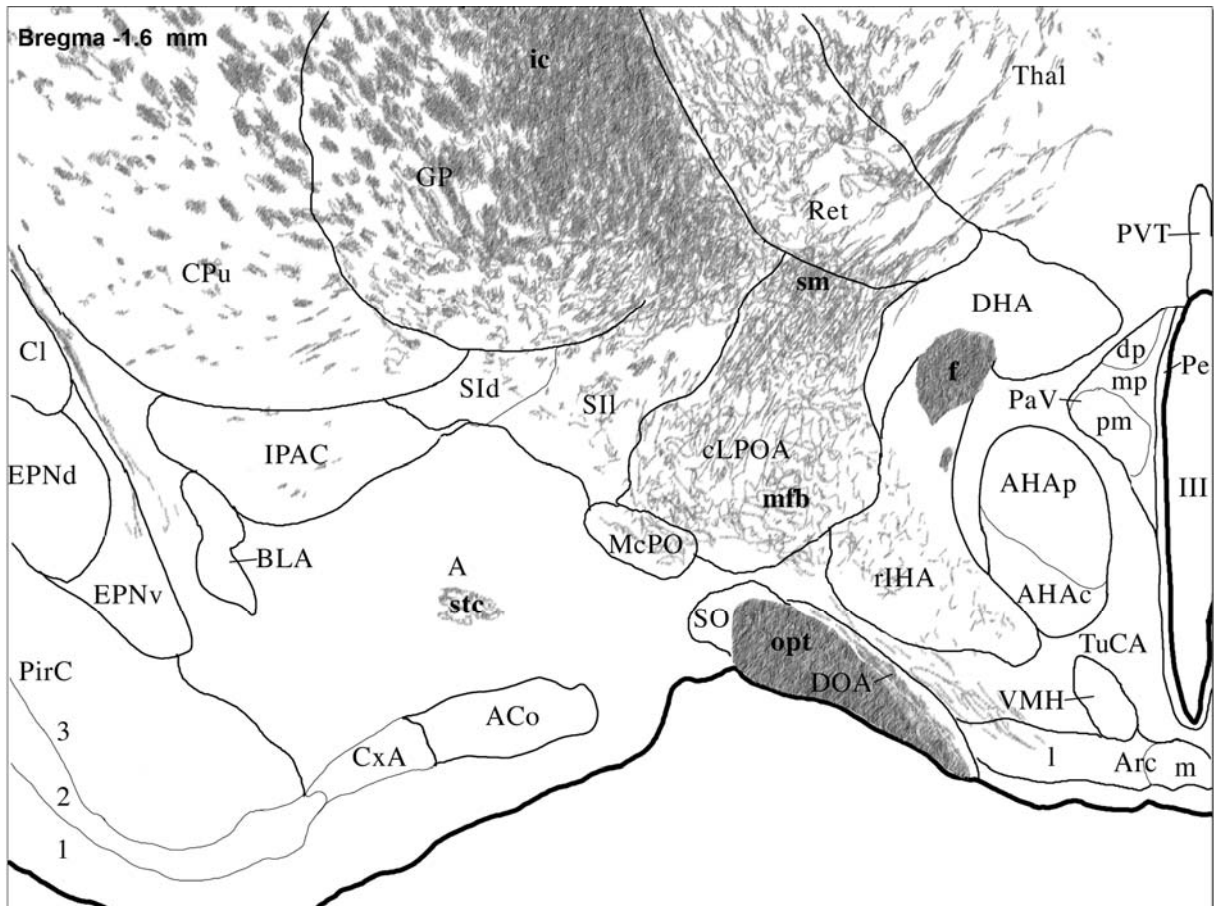 Bregma -1.6 mm
ic
Thal
GP
Ret
PVT
CPu
sm
DHA
Cl
dp
Pe
f
mp
SId
SIl
PaV
pm
IPAC
cLPOA
EPNd
AHAp
mfb
III
McPO
BLA
A
rlHA
EPNv
stc
AHAc
SO
opt
TuCA
PirC
DOA
VMH
ACo
3
CxA
l
Arc
m
2
1